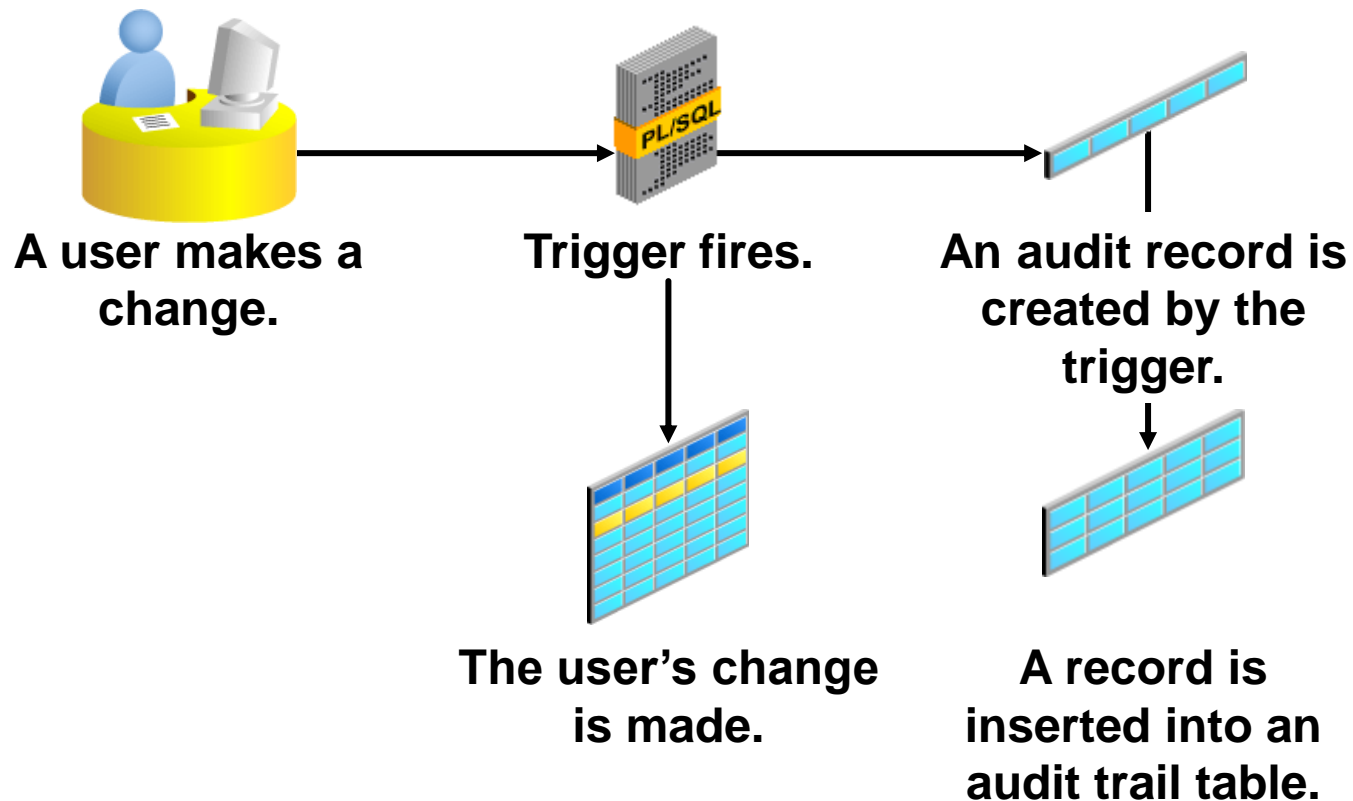 PL/SQL
A user makes a
change.
Trigger fires.
An audit record is
created by the
trigger.
The user’s change
is made.
A record is
inserted into an
audit trail table.